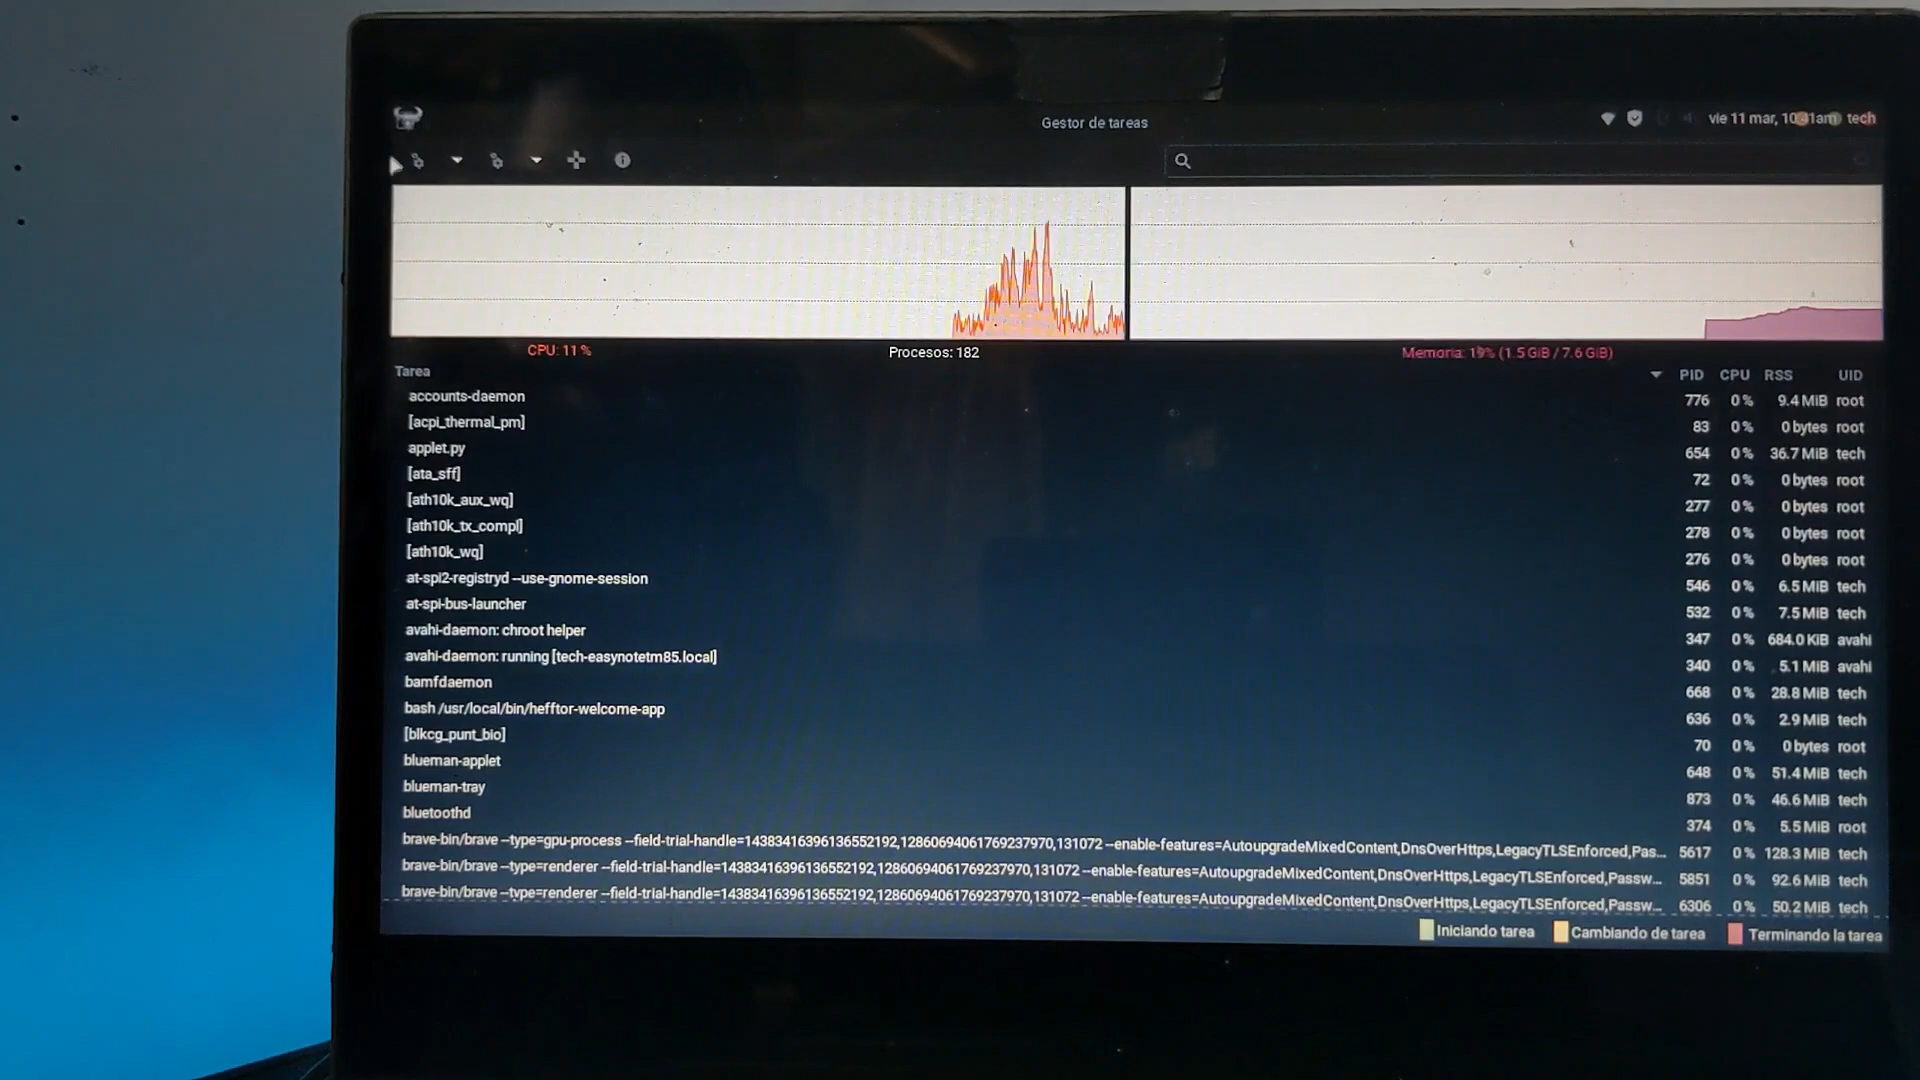 Gestor de tareas
vie 11 mar, 10:41am tech
CPU: 11 %
Procesos: 182
Memoria: 19% (1.5 GiB / 7.6 GiB)
Tarea PID CPU RSS UID
accounts-daemon 776 0 % 9.4 MiB root
[acpi_thermal_pm] 83 0 % 0 bytes root
applet.py 654 0 % 36.7 MiB tech
[ata_sff] 72 0 % 0 bytes root
[ath10k_aux_wq] 277 0 % 0 bytes root
[ath10k_tx_compl] 278 0 % 0 bytes root
[ath10k_wq] 276 0 % 0 bytes root
at-spi2-registryd --use-gnome-session 546 0 % 6.5 MiB tech
at-spi-bus-launcher 532 0 % 7.5 MiB tech
avahi-daemon: chroot helper 347 0 % 684.0 KiB avahi
avahi-daemon: running [tech-easynotetm85.local] 340 0 % 5.1 MiB avahi
bamfdaemon 668 0 % 28.8 MiB tech
bash /usr/local/bin/hefftor-welcome-app 636 0 % 2.9 MiB tech
[blkcg_punt_bio] 70 0 % 0 bytes root
blueman-applet 648 0 % 51.4 MiB tech
blueman-tray 873 0 % 46.6 MiB tech
bluetoothd 374 0 % 5.5 MiB root
brave-bin/brave --type=gpu-process --field-trial-handle=14383416396136552192,12860694061769237970,131072 --enable-features=AutoupgradeMixedContent,DnsOverHttps,LegacyTLSEnforced,Pas... 5617 0 % 128.3 MiB tech
brave-bin/brave --type=renderer --field-trial-handle=14383416396136552192,12860694061769237970,131072 --enable-features=AutoupgradeMixedContent,DnsOverHttps,LegacyTLSEnforced,Passw... 5851 0 % 92.6 MiB tech
brave-bin/brave --type=renderer --field-trial-handle=14383416396136552192,12860694061769237970,131072 --enable-features=AutoupgradeMixedContent,DnsOverHttps,LegacyTLSEnforced,Passw... 6306 0 % 50.2 MiB tech
Iniciando tarea Cambiando de tarea Terminando la tarea